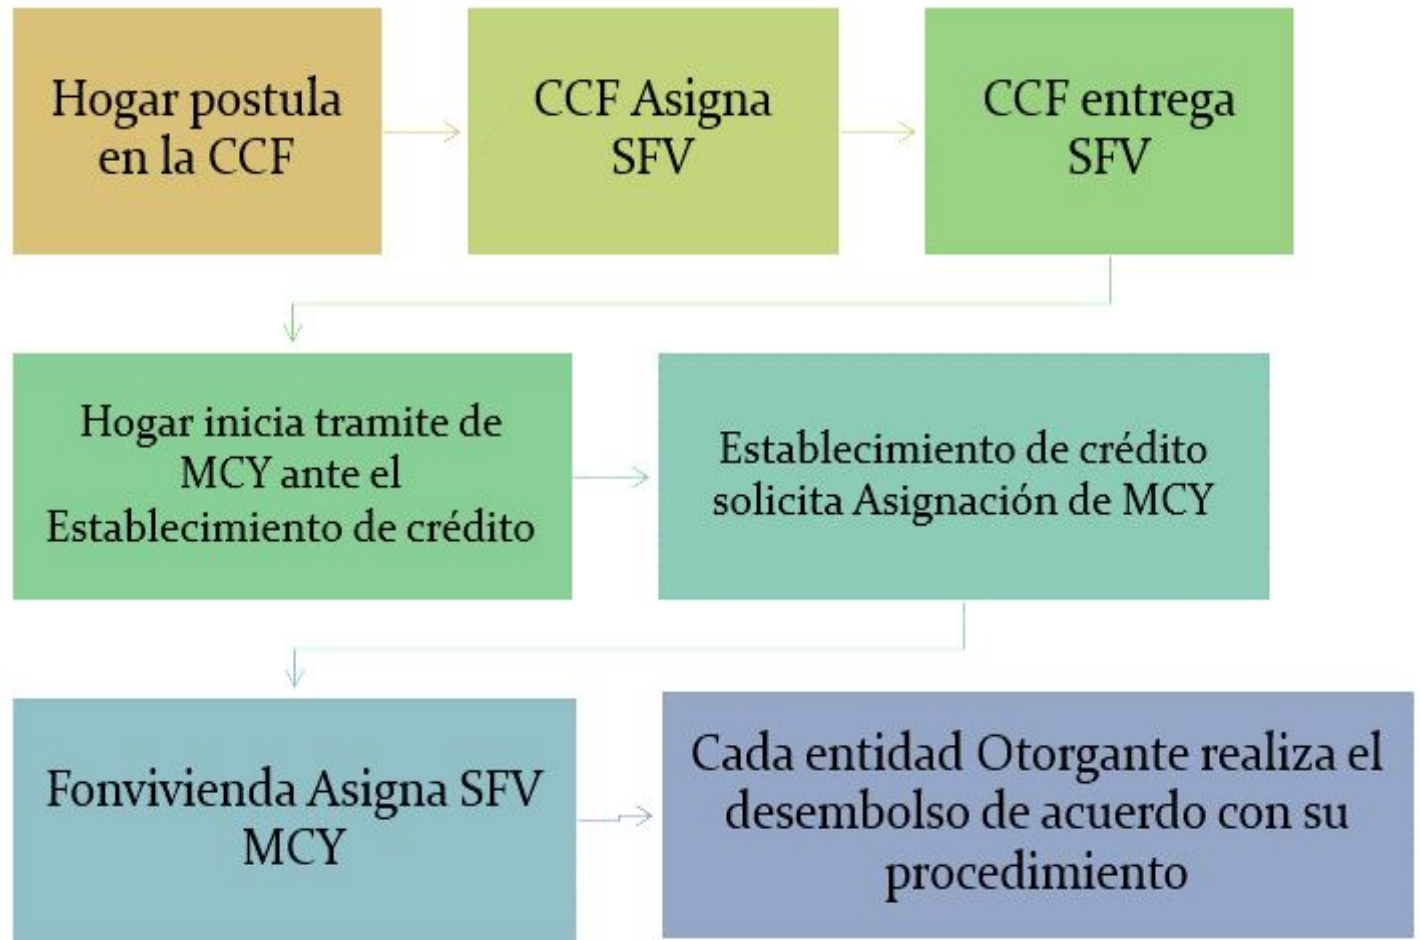 Hogar postula
en la CCF
CCF Asigna
SFV
CCF entrega
SFV
Hogar inicia tramite de
MCY ante el
Establecimiento de crédito
Establecimiento de crédito
solicita Asignación de MCY
Fonvivienda Asigna SFV
MCY
Cada entidad Otorgante realiza el
desembolso de acuerdo con su
procedimiento